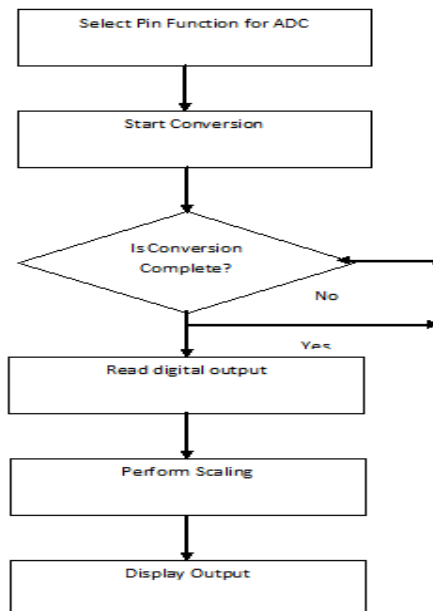 Select Pin Function for ADC
Start Conversion
Is Conversion
Complete?
No
Yes
Read digital output
Perform Scaling
Display Output